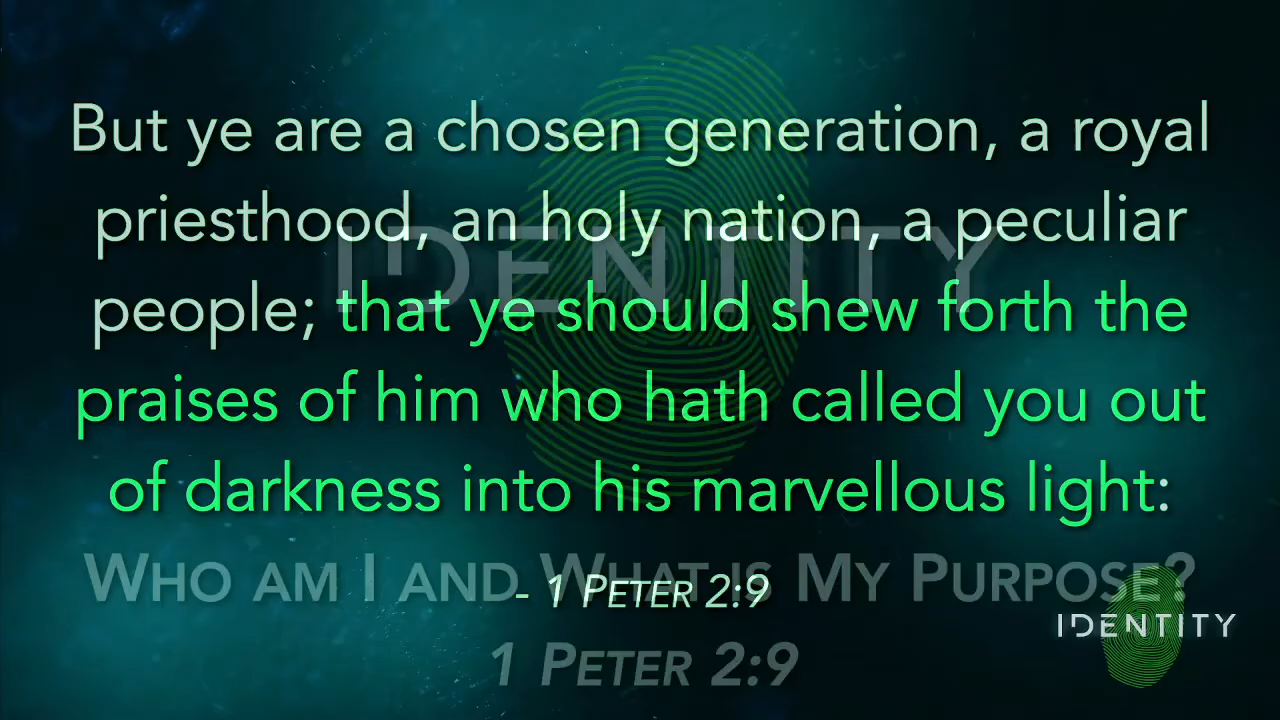 But ye are a chosen generation, a royal
priesthood, an holy nation, a peculiar
IDENTITY
people; that ye should shew forth the
praises of him who hath called you out
of darkness into his marvellous light:
WHO AM I AND WHAT IS MY PURPOSE?
- 1 PETER 2:9
IDENTITY
1 PETER 2:9